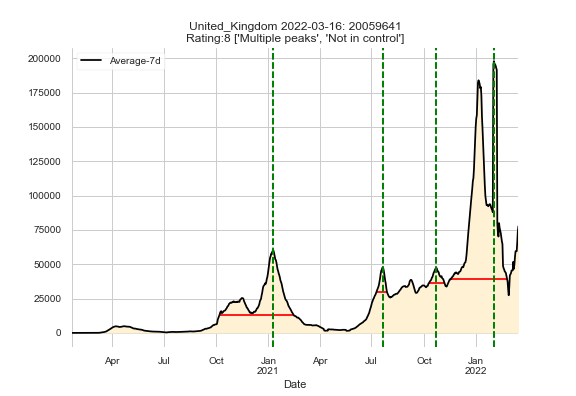 United_Kingdom 2022-03-16: 20059641
Rating:8 ['Multiple peaks', 'Not in control']
Average-7d
200000
175000
150000
125000
100000
75000
50000
25000
0
Apr
Jul
Oct
Jan
2021
Apr
Jul
Oct
Jan
2022
Date